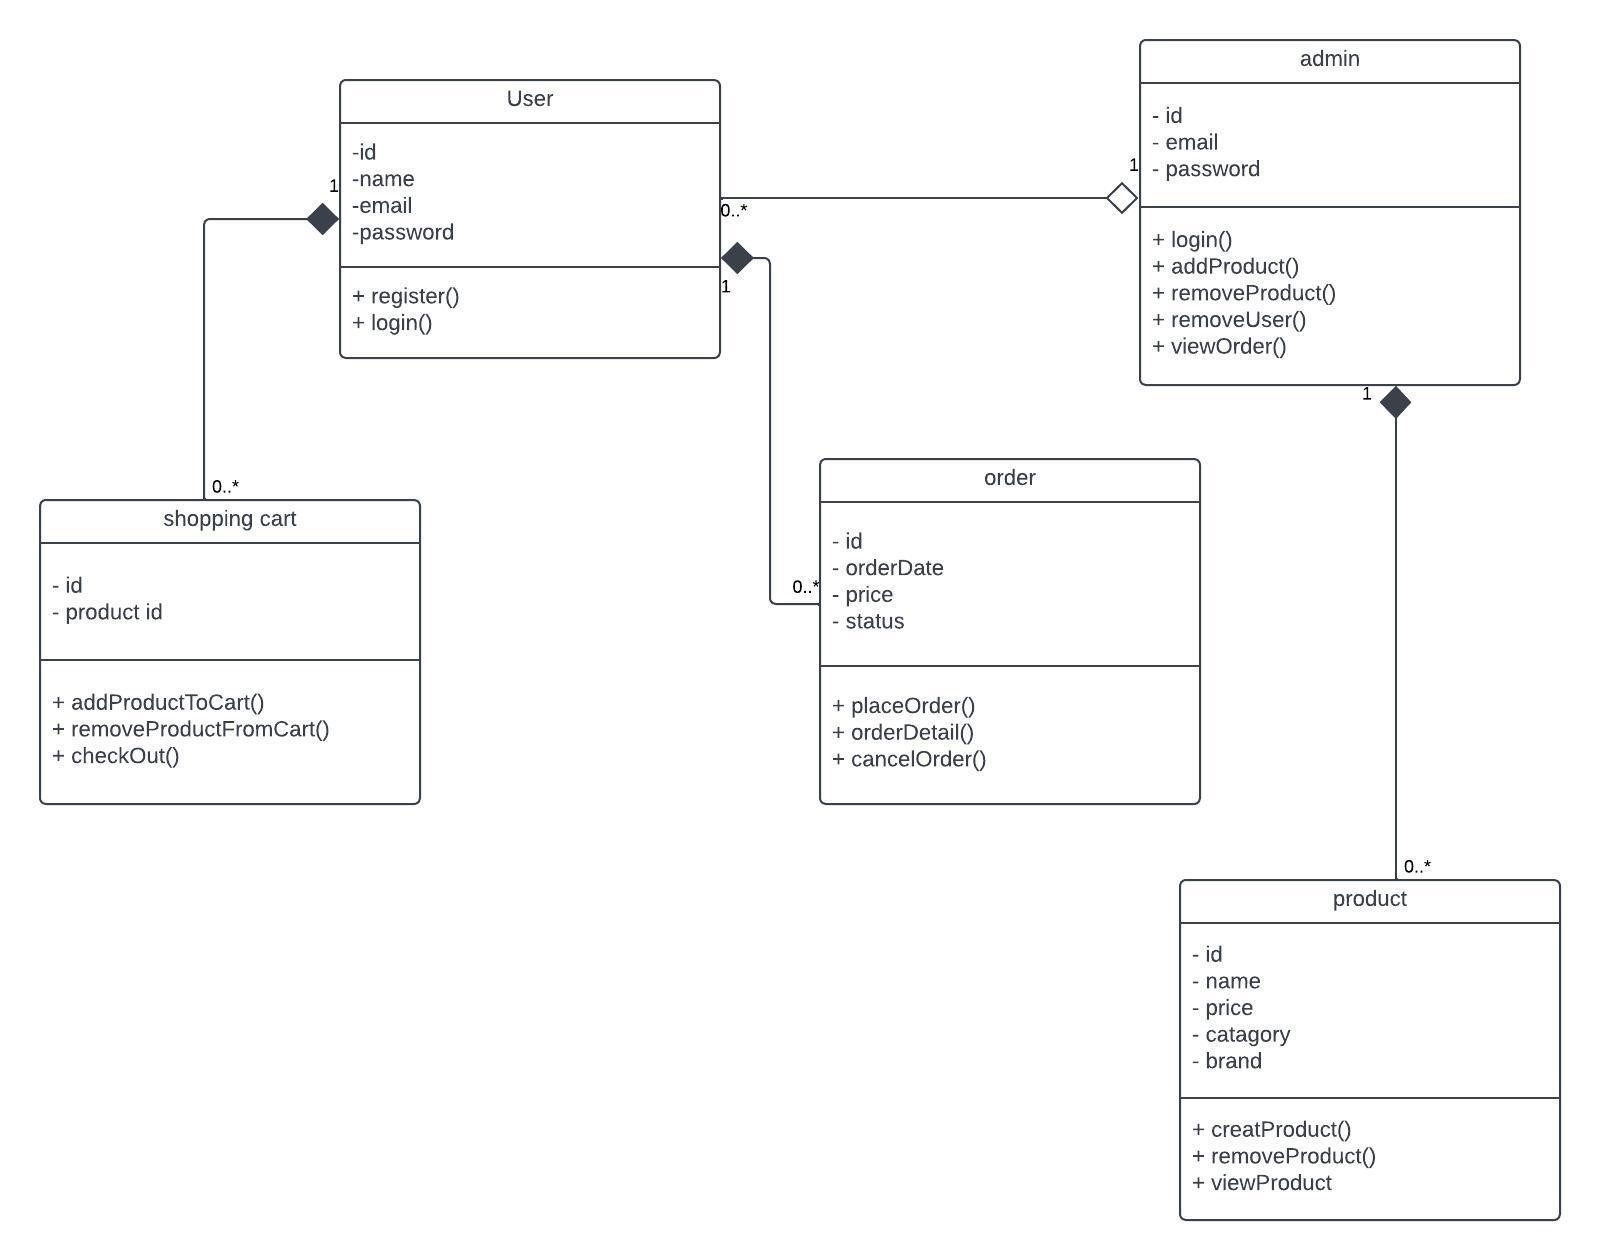 User
-id
-name
-email
-password
+ register()
+ login()
1
0..*
1
admin
- id
- email
- password
+ login()
+ addProduct()
+ removeProduct()
+ removeUser()
+ viewOrder()
1
1
0..*
shopping cart
- id
- product id
+ addProductToCart()
+ removeProductFromCart()
+ checkOut()
0..*
order
- id
- orderDate
- price
- status
+ placeOrder()
+ orderDetail()
+ cancelOrder()
0..*
product
- id
- name
- price
- catagory
- brand
+ creatProduct()
+ removeProduct()
+ viewProduct